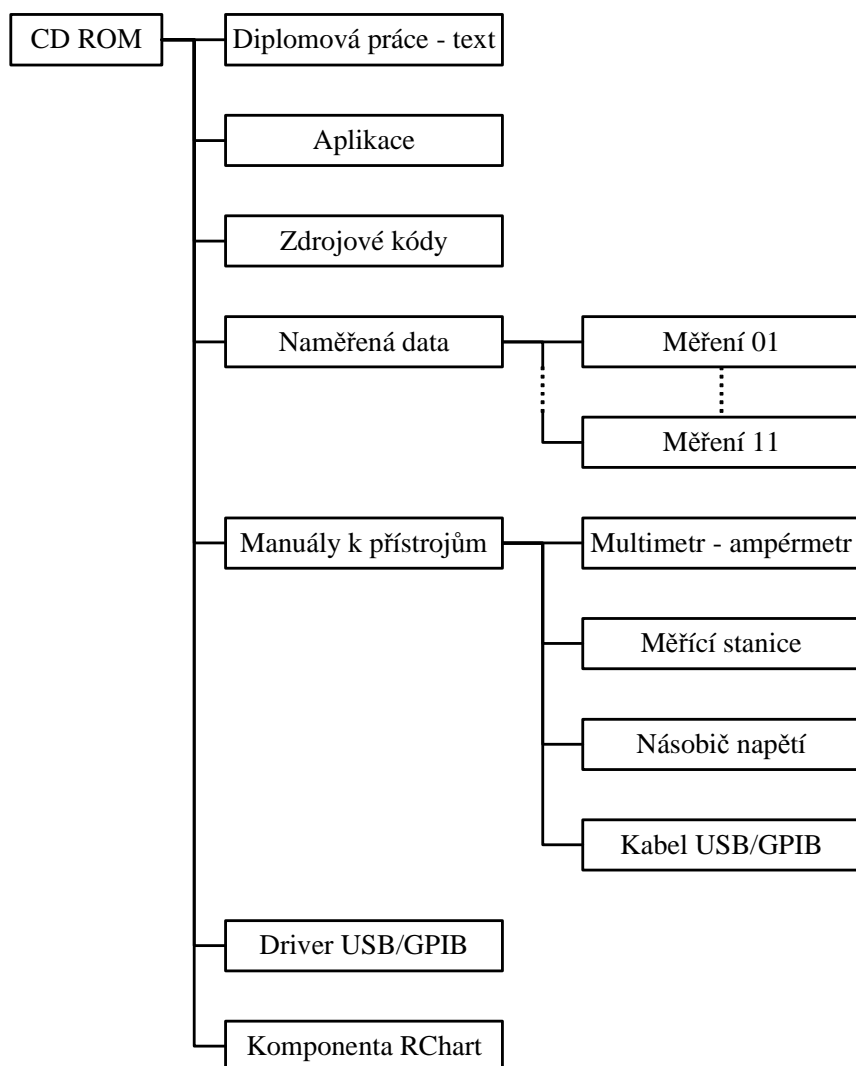 CD ROM
Diplomová práce - text
Aplikace
Zdrojové kódy
Naměřená data
Měření 01
Měření 11
Manuály k přístrojům
Multimetr - ampérmetr
Měřící stanice
Násobič napětí
Kabel USB/GPIB
Driver USB/GPIB
Komponenta RChart